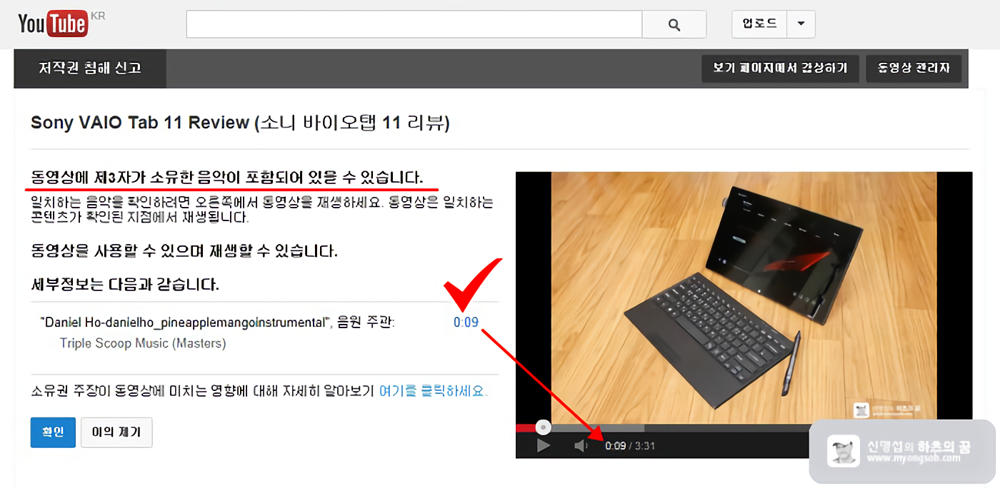 YouTube KR
업로드
저작권 침해 신고
보기 페이지에서 감상하기
동영상 관리자
Sony VAIO Tab 11 Review (소니 바이오탭 11 리뷰)
동영상에 제3자가 소유한 음악이 포함되어 있을 수 있습니다.
일치하는 음악을 확인하려면 오른쪽에서 동영상을 재생하세요. 동영상은 일치하는
콘텐츠가 확인된 지점에서 재생됩니다.
동영상을 사용할 수 있으며 재생할 수 있습니다.
세부정보는 다음과 같습니다.
"Daniel Ho-danielho_pineapplemangoinstrumental", 음원 주관: 0:09
Triple Scoop Music (Masters)
소유권 주장이 동영상에 미치는 영향에 대해 자세히 알아보기 여기를 클릭하세요.
확인
이의 제기
0:09 / 3:31
신명섭의 하츠의 꿈
www.myongsob.com